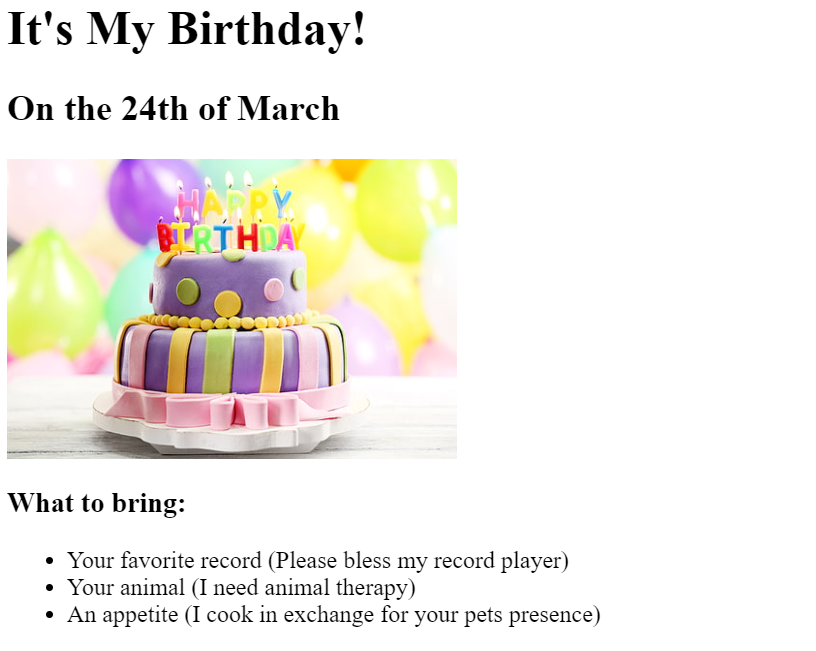 It's My Birthday!
On the 24th of March
HAPPY
BIRTHDAY
What to bring:
Your favorite record (Please bless my record player)
Your animal (I need animal therapy)
An appetite (I cook in exchange for your pets presence)